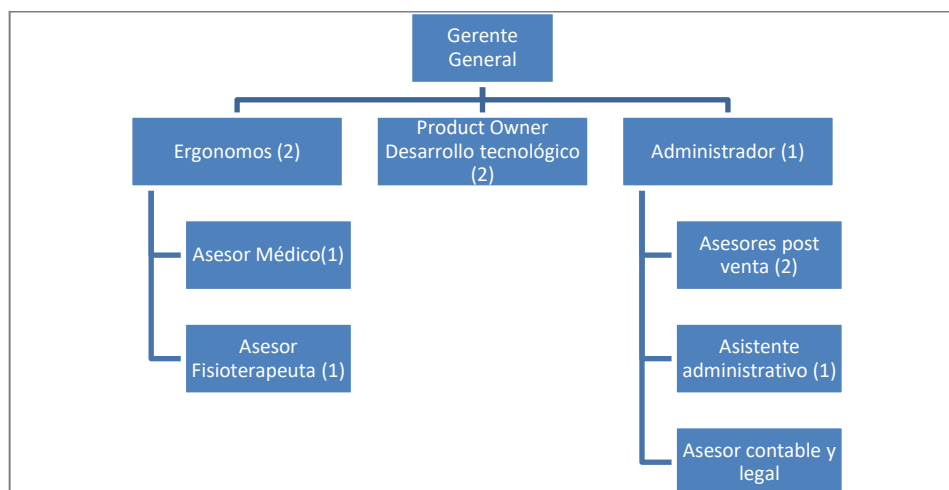 Gerente
General
Ergonomos (2)
Product Owner
Desarrollo tecnológico
(2)
Administrador (1)
Asesor Médico(1)
Asesor
Fisioterapeuta (1)
Asesores post
venta (2)
Asistente
administrativo (1)
Asesor contable y
legal